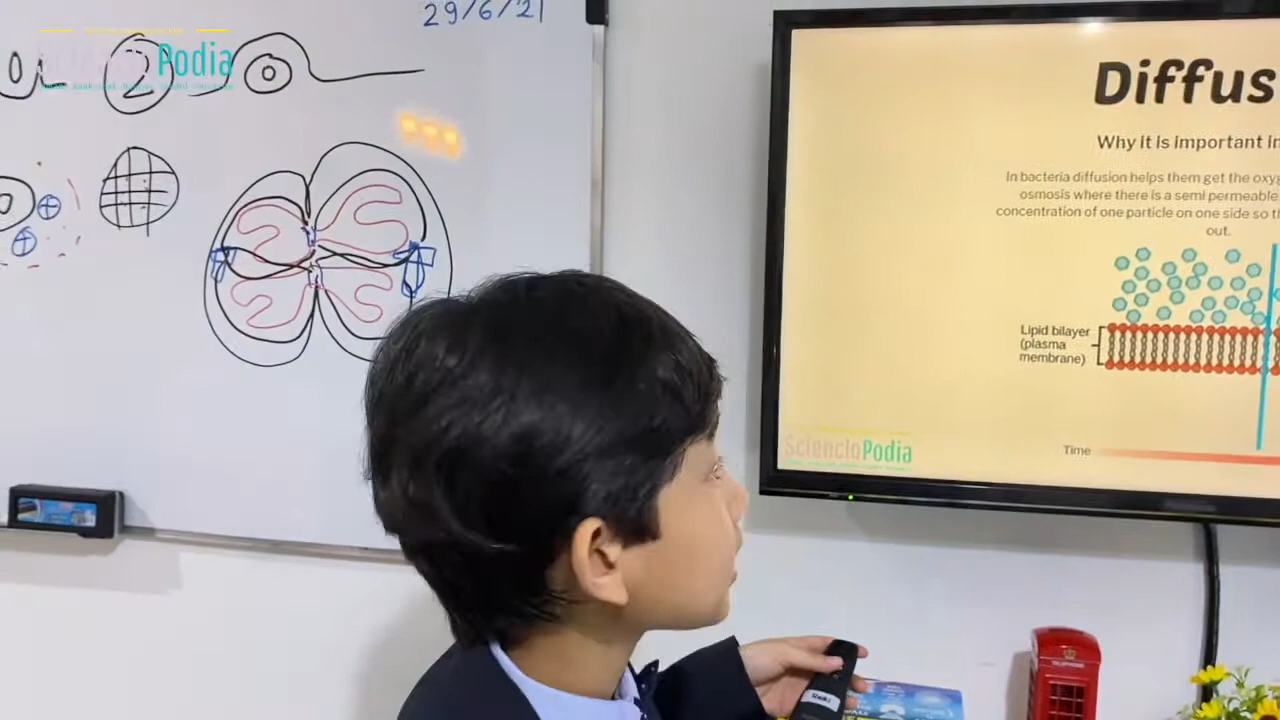 29/6/21
Podia
Diffus
Why it is important in
In bacteria diffusion helps them get the oxyg
osmosis where there is a semi permeable
concentration of one particle on one side so th
out.
Lipid bilayer
(plasma
membrane)
Time
SciencloPodia
TELEPHONE